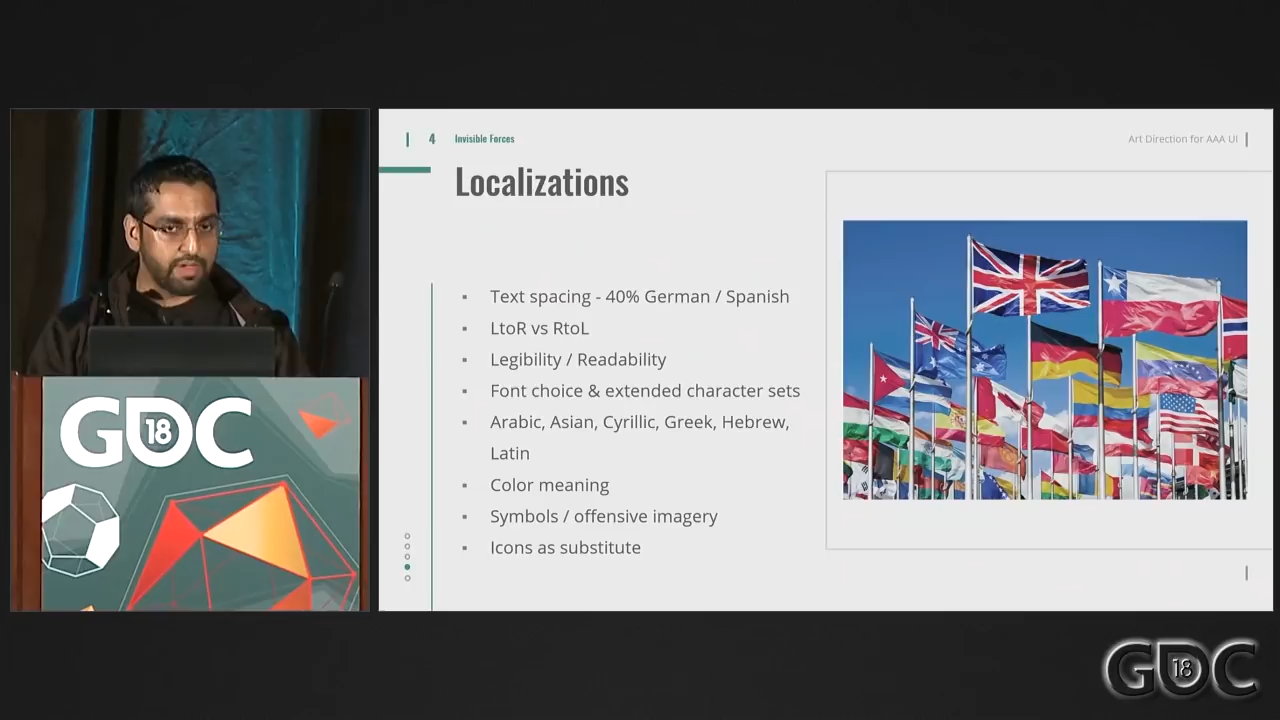 4 Invisible Forces
Art Direction for AAA UI
Localizations
▪ Text spacing - 40% German / Spanish
▪ LtoR vs RtoL
▪ Legibility / Readability
▪ Font choice & extended character sets
▪ Arabic, Asian, Cyrillic, Greek, Hebrew,
Latin
▪ Color meaning
▪ Symbols / offensive imagery
▪ Icons as substitute
GDC
18
GDC
18